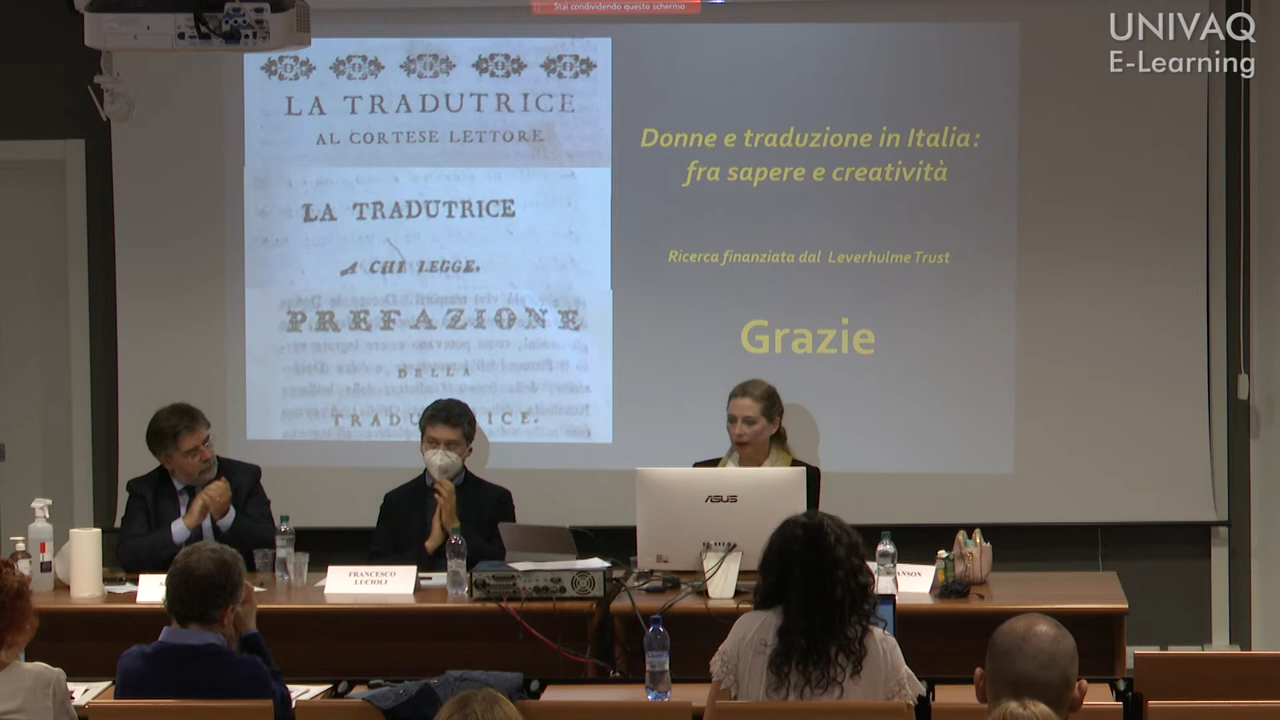 Stai condividendo questo schermo
UNIVAQ
E-Learning
LA TRADUTRICE
AL CORTESE LETTORE
LA TRADUTRICE
A CHI LEGGE.
PREFAZIONE
DELLA
TRADUTRICE.
Donne e traduzione in Italia:
fra sapere e creatività
Ricerca finanziata dal Leverhulme Trust
Grazie
ASUS
FRANCESCO
LUCIOLI
ANSON